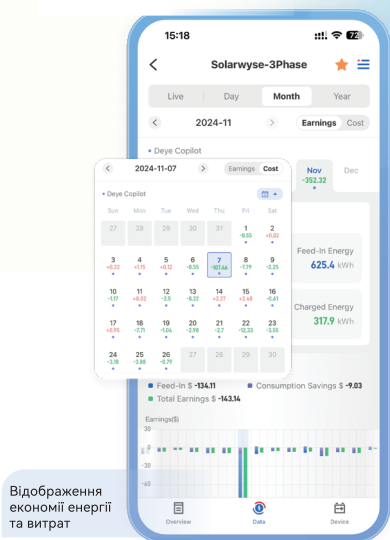 15:18
72
Solarwyse-3Phase
Live Day Month Year
2024-11
Earnings Cost
• Deye Copilot
Nov
-352.32
Dec
2024-11-07
Earnings Cost
• Deye Copilot
Sun Mon Tue Wed Thu Fri Sat
27 28 29 30 31 1 2
-0.55 +0.02
3 4 5 6 7 8 9
+0.32 +1.15 +0.12 -0.55 -107.66 -7.79 -2.25
10 11 12 13 14 15 16
-1.17 +0.02 -2.5 -0.22 +2.27 +2.45 -0.61
17 18 19 20 21 22 23
+0.95 -7.71 -1.04 -2.98 -2.7 -12.33 -3.05
24 25 26 27 28 29 30
-3.18 -3.88 -0.79
Feed-In Energy
625.4 kWh
Charged Energy
317.9 kWh
Feed-In $ -134.11 Consumption Savings $ -9.03
Total Earnings $ -143.14
Earnings($)
30
0
-30
-60
Overview Data Device
Відображення
економії енергії
та витрат